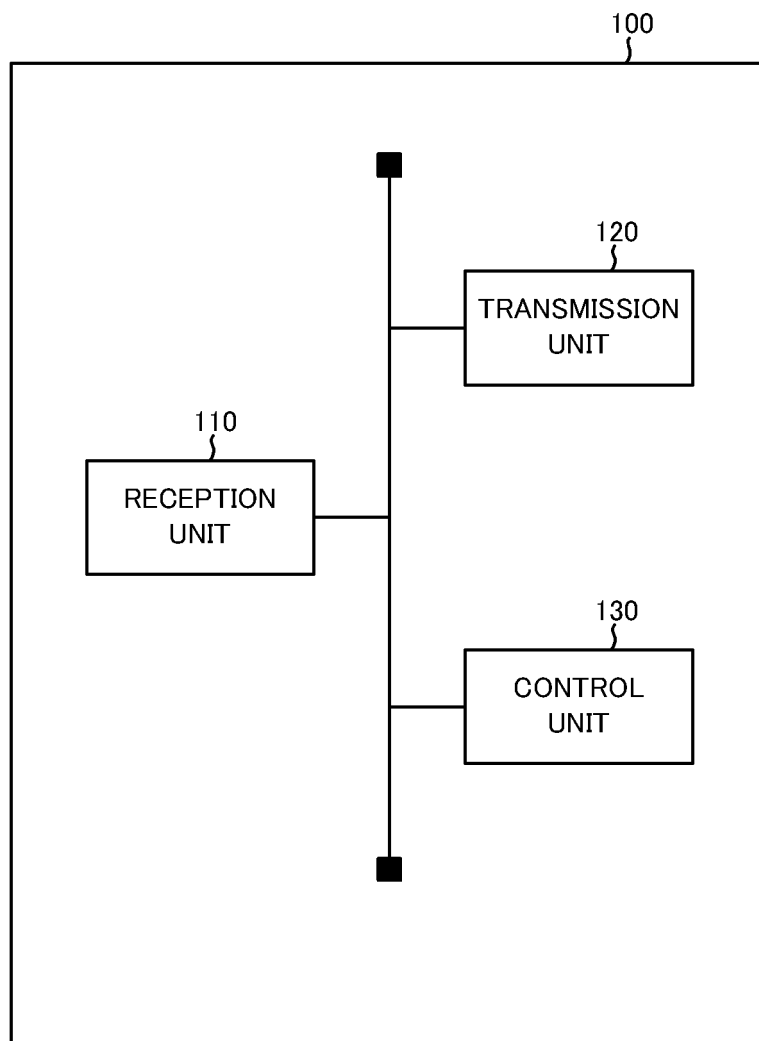 100
120
TRANSMISSION
UNIT
110
RECEPTION
UNIT
130
CONTROL
UNIT